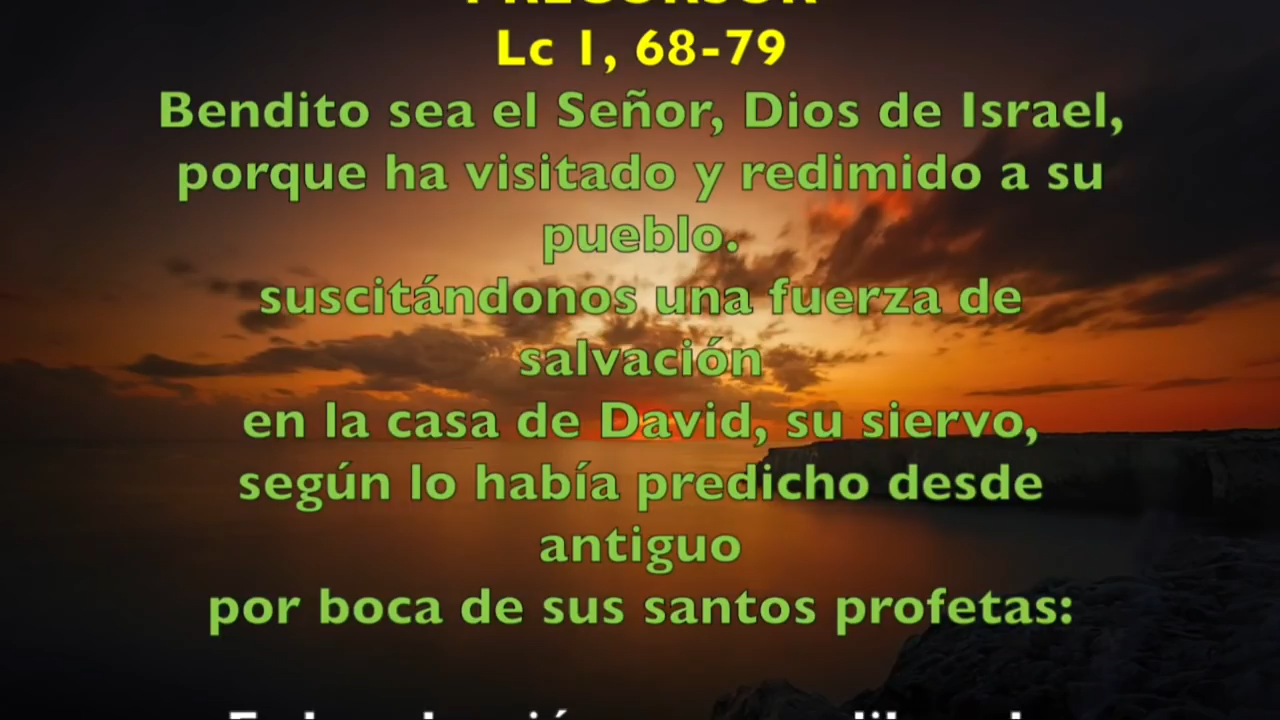 PRECURSOR
Lc 1, 68-79
Bendito sea el Señor, Dios de Israel,
porque ha visitado y redimido a su
pueblo.
suscitándonos una fuerza de
salvación
en la casa de David, su siervo,
según lo había predicho desde
antiguo
por boca de sus santos profetas: